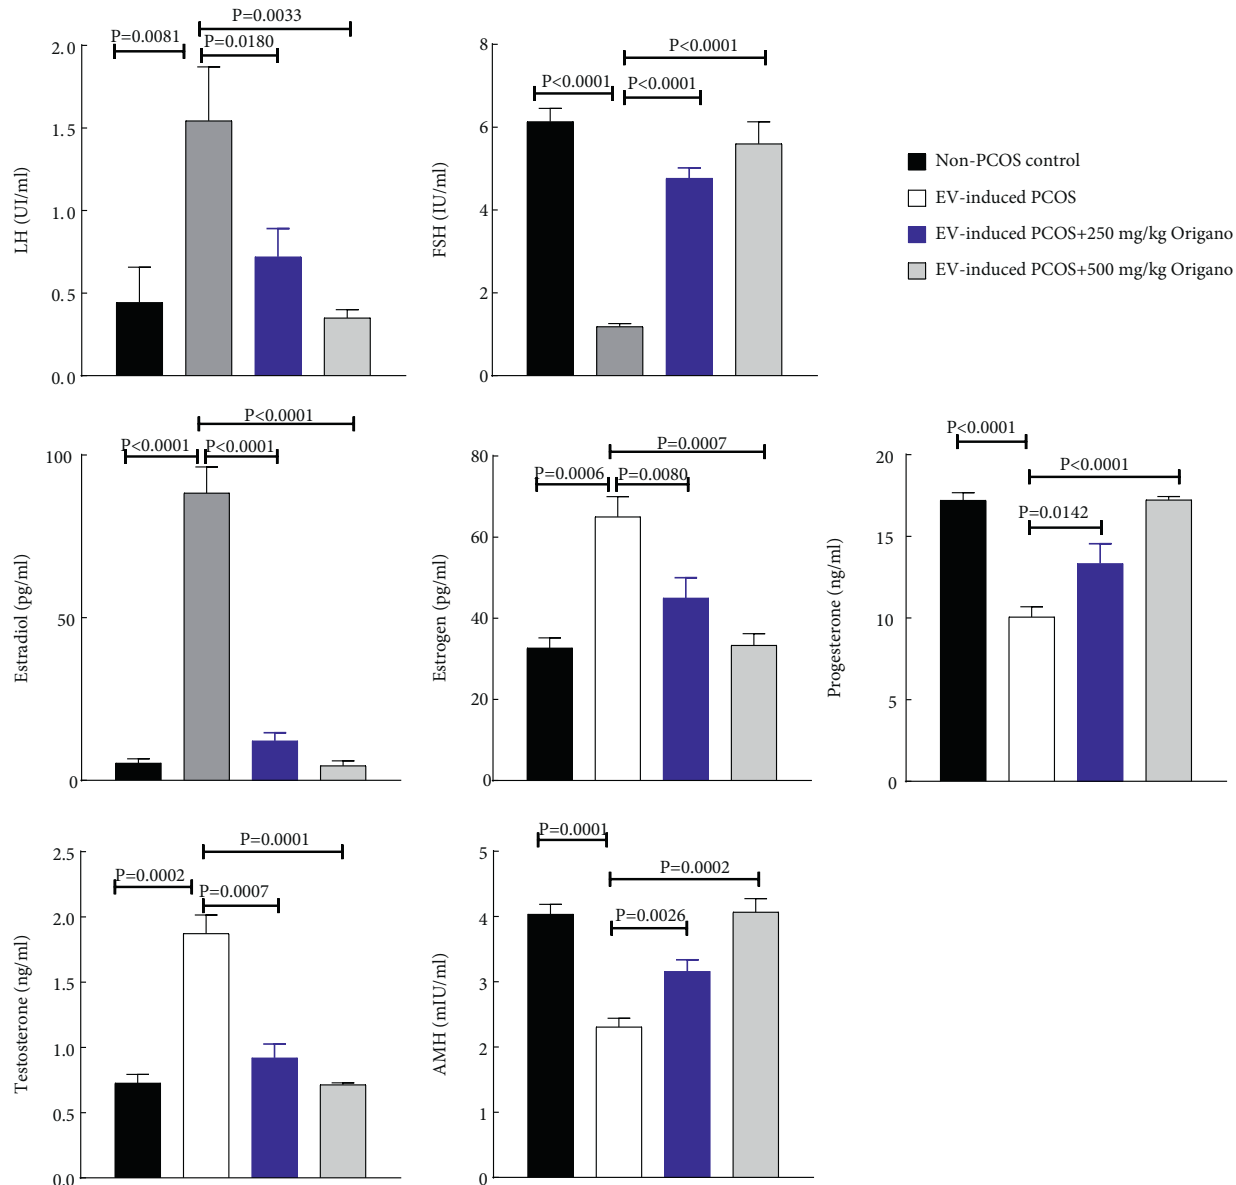 P=0.0033
P=0.0081
P=0.0180
2.0
1.5
1.0
0.5
0.0
LH (UI/ml)
P<0.0001
P<0.0001
P<0.0001
8
6
4
2
0
FSH (IU/ml)
Non-PCOS control
EV-induced PCOS
EV-induced PCOS+250 mg/kg Origano
EV-induced PCOS+500 mg/kg Origano
P<0.0001
P<0.0001
P<0.0001
100
50
0
Estradiol (pg/ml)
P=0.0007
P=0.0006
P=0.0080
80
60
40
20
0
Estrogen (pg/ml)
P<0.0001
P<0.0001
P=0.0142
20
15
10
5
0
Progesterone (ng/ml)
P=0.0001
P=0.0002
P=0.0007
2.5
2.0
1.5
1.0
0.5
0.0
Testosterone (ng/ml)
P=0.0001
P=0.0002
P=0.0026
5
4
3
2
1
0
AMH (mIU/ml)